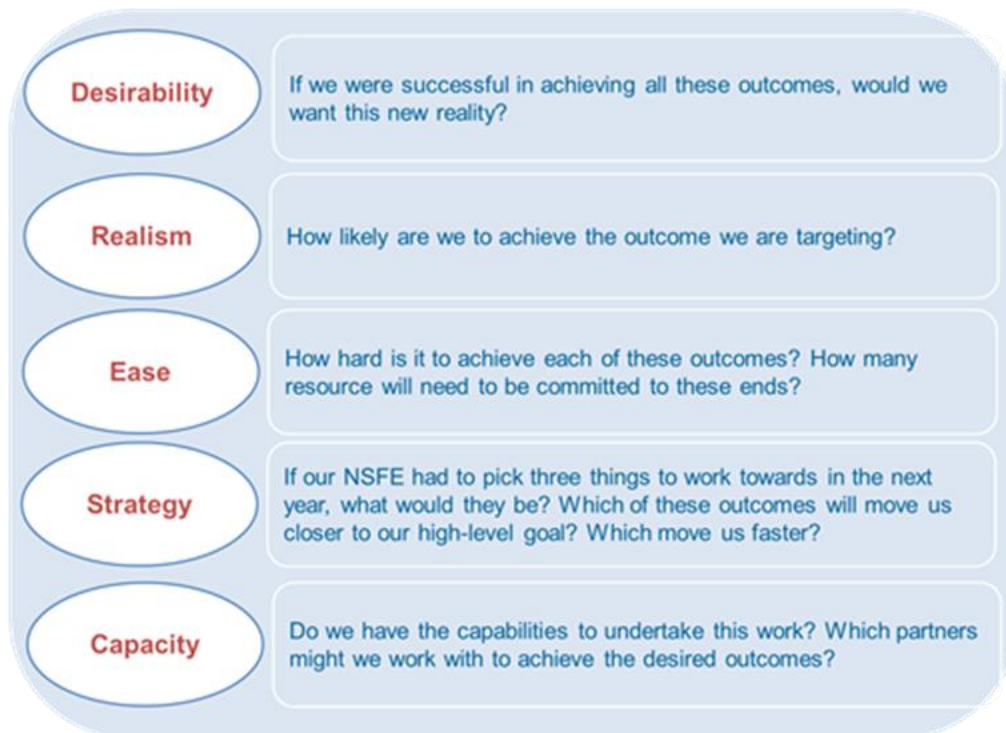 Desirability
If we were successful in achieving all these outcomes, would we
want this new reality?
Realism
How likely are we to achieve the outcome we are targeting?
Ease
How hard is it to achieve each of these outcomes? How many
resource will need to be committed to these ends?
Strategy
If our NSFE had to pick three things to work towards in the next
year, what would they be? Which of these outcomes will move us
closer to our high-level goal? Which move us faster?
Capacity
Do we have the capabilities to undertake this work? Which partners
might we work with to achieve the desired outcomes?